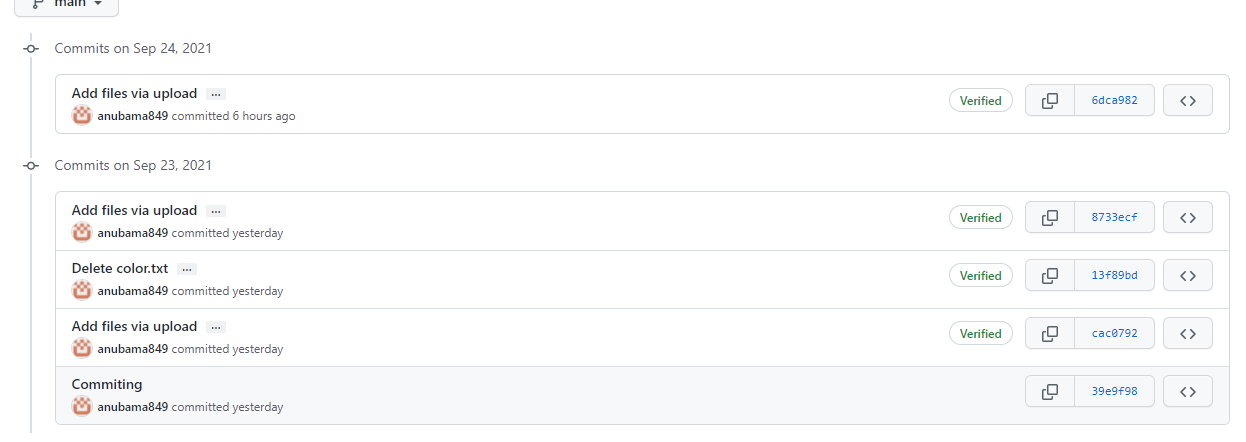 main
Commits on Sep 24, 2021
Add files via upload ...
Verified
6dca982
anubama849 committed 6 hours ago
Commits on Sep 23, 2021
Add files via upload ...
Verified
8733ecf
anubama849 committed yesterday
Delete color.txt ...
Verified
13f89bd
anubama849 committed yesterday
Add files via upload ...
Verified
cac0792
anubama849 committed yesterday
Commiting
39e9f98
anubama849 committed yesterday